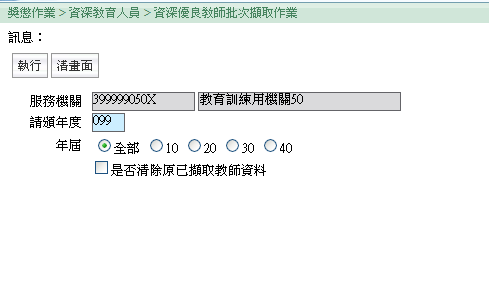 獎懲作業 > 資深教育人員 > 資深優良教師批次擷取作業
訊息：
執行 清畫面
服務機關 399999050X 教育訓練用機關50
請頒年度 099
年屆 全部 10 20 30 40
是否清除原已擷取教師資料